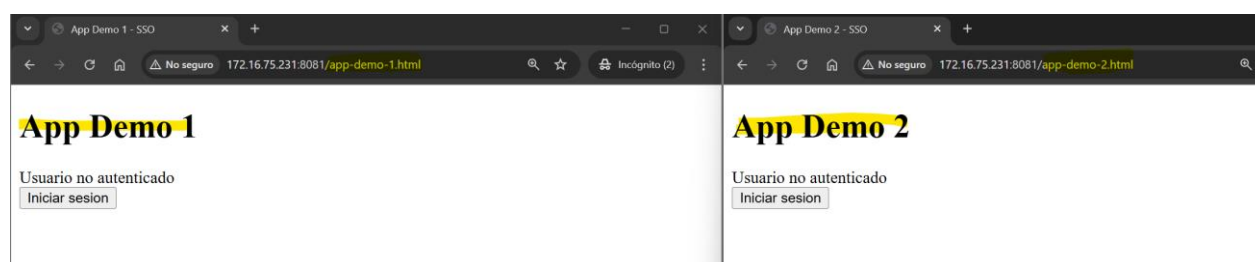 App Demo 1 - SSO
No seguro 172.16.75.231:8081/app-demo-1.html
Incógnito (2)
App Demo 1
Usuario no autenticado
Iniciar sesion
App Demo 2 - SSO
No seguro 172.16.75.231:8081/app-demo-2.html
App Demo 2
Usuario no autenticado
Iniciar sesion